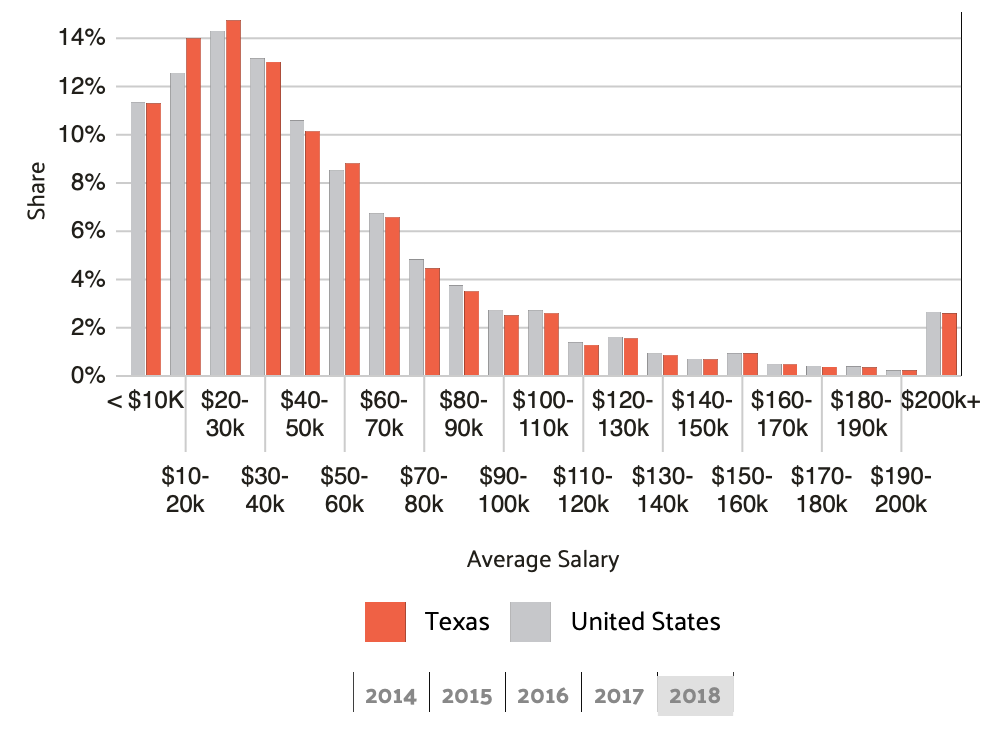 14%
12%
10%
8%
6%
4%
2%
0%
Share
< $10K
$20-
30k
$40-
50k
$60-
70k
$80-
90k
$100-
110k
$120-
130k
$140-
150k
$160-
170k
$180-
190k
$200k+
$10-
20k
$30-
40k
$50-
60k
$70-
80k
$90-
100k
$110-
120k
$130-
140k
$150-
160k
$170-
180k
$190-
200k
Average Salary
Texas United States
2014 2015 2016 2017 2018